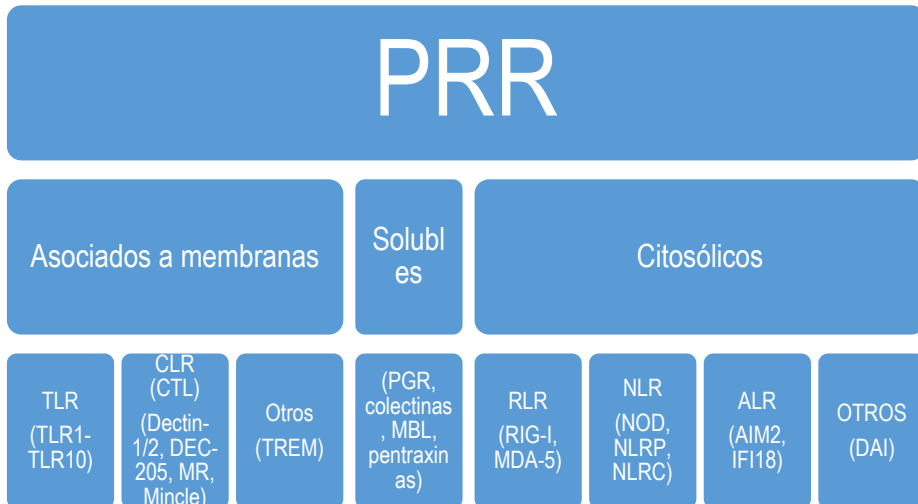 PRR
Asociados a membranas
Solubl
es
Citosólicos
TLR
(TLR1-
TLR10)
CLR
(CTL)
(Dectin-
1/2, DEC-
205, MR,
Mincle)
Otros
(TREM)
(PGR,
colectinas
, MBL,
pentraxin
as)
RLR
(RIG-I,
MDA-5)
NLR
(NOD,
NLRP,
NLRC)
ALR
(AIM2,
IFI18)
OTROS
(DAI)